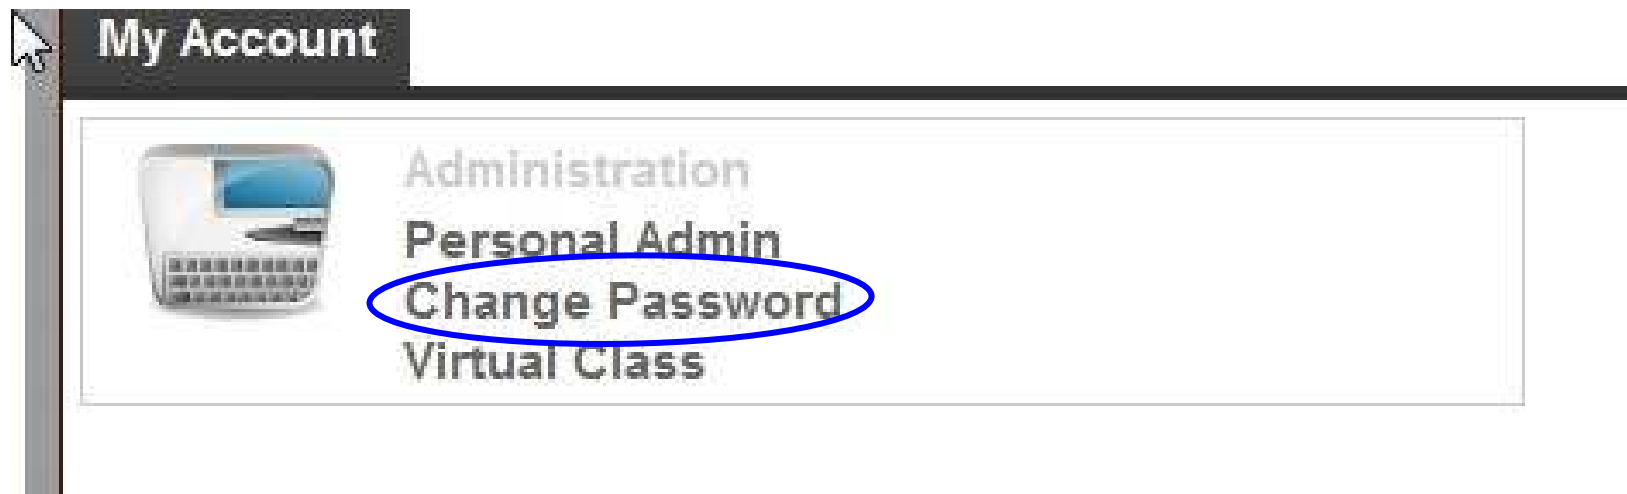 My Account
Administration
Personal Admin
Change Password
Virtual Class